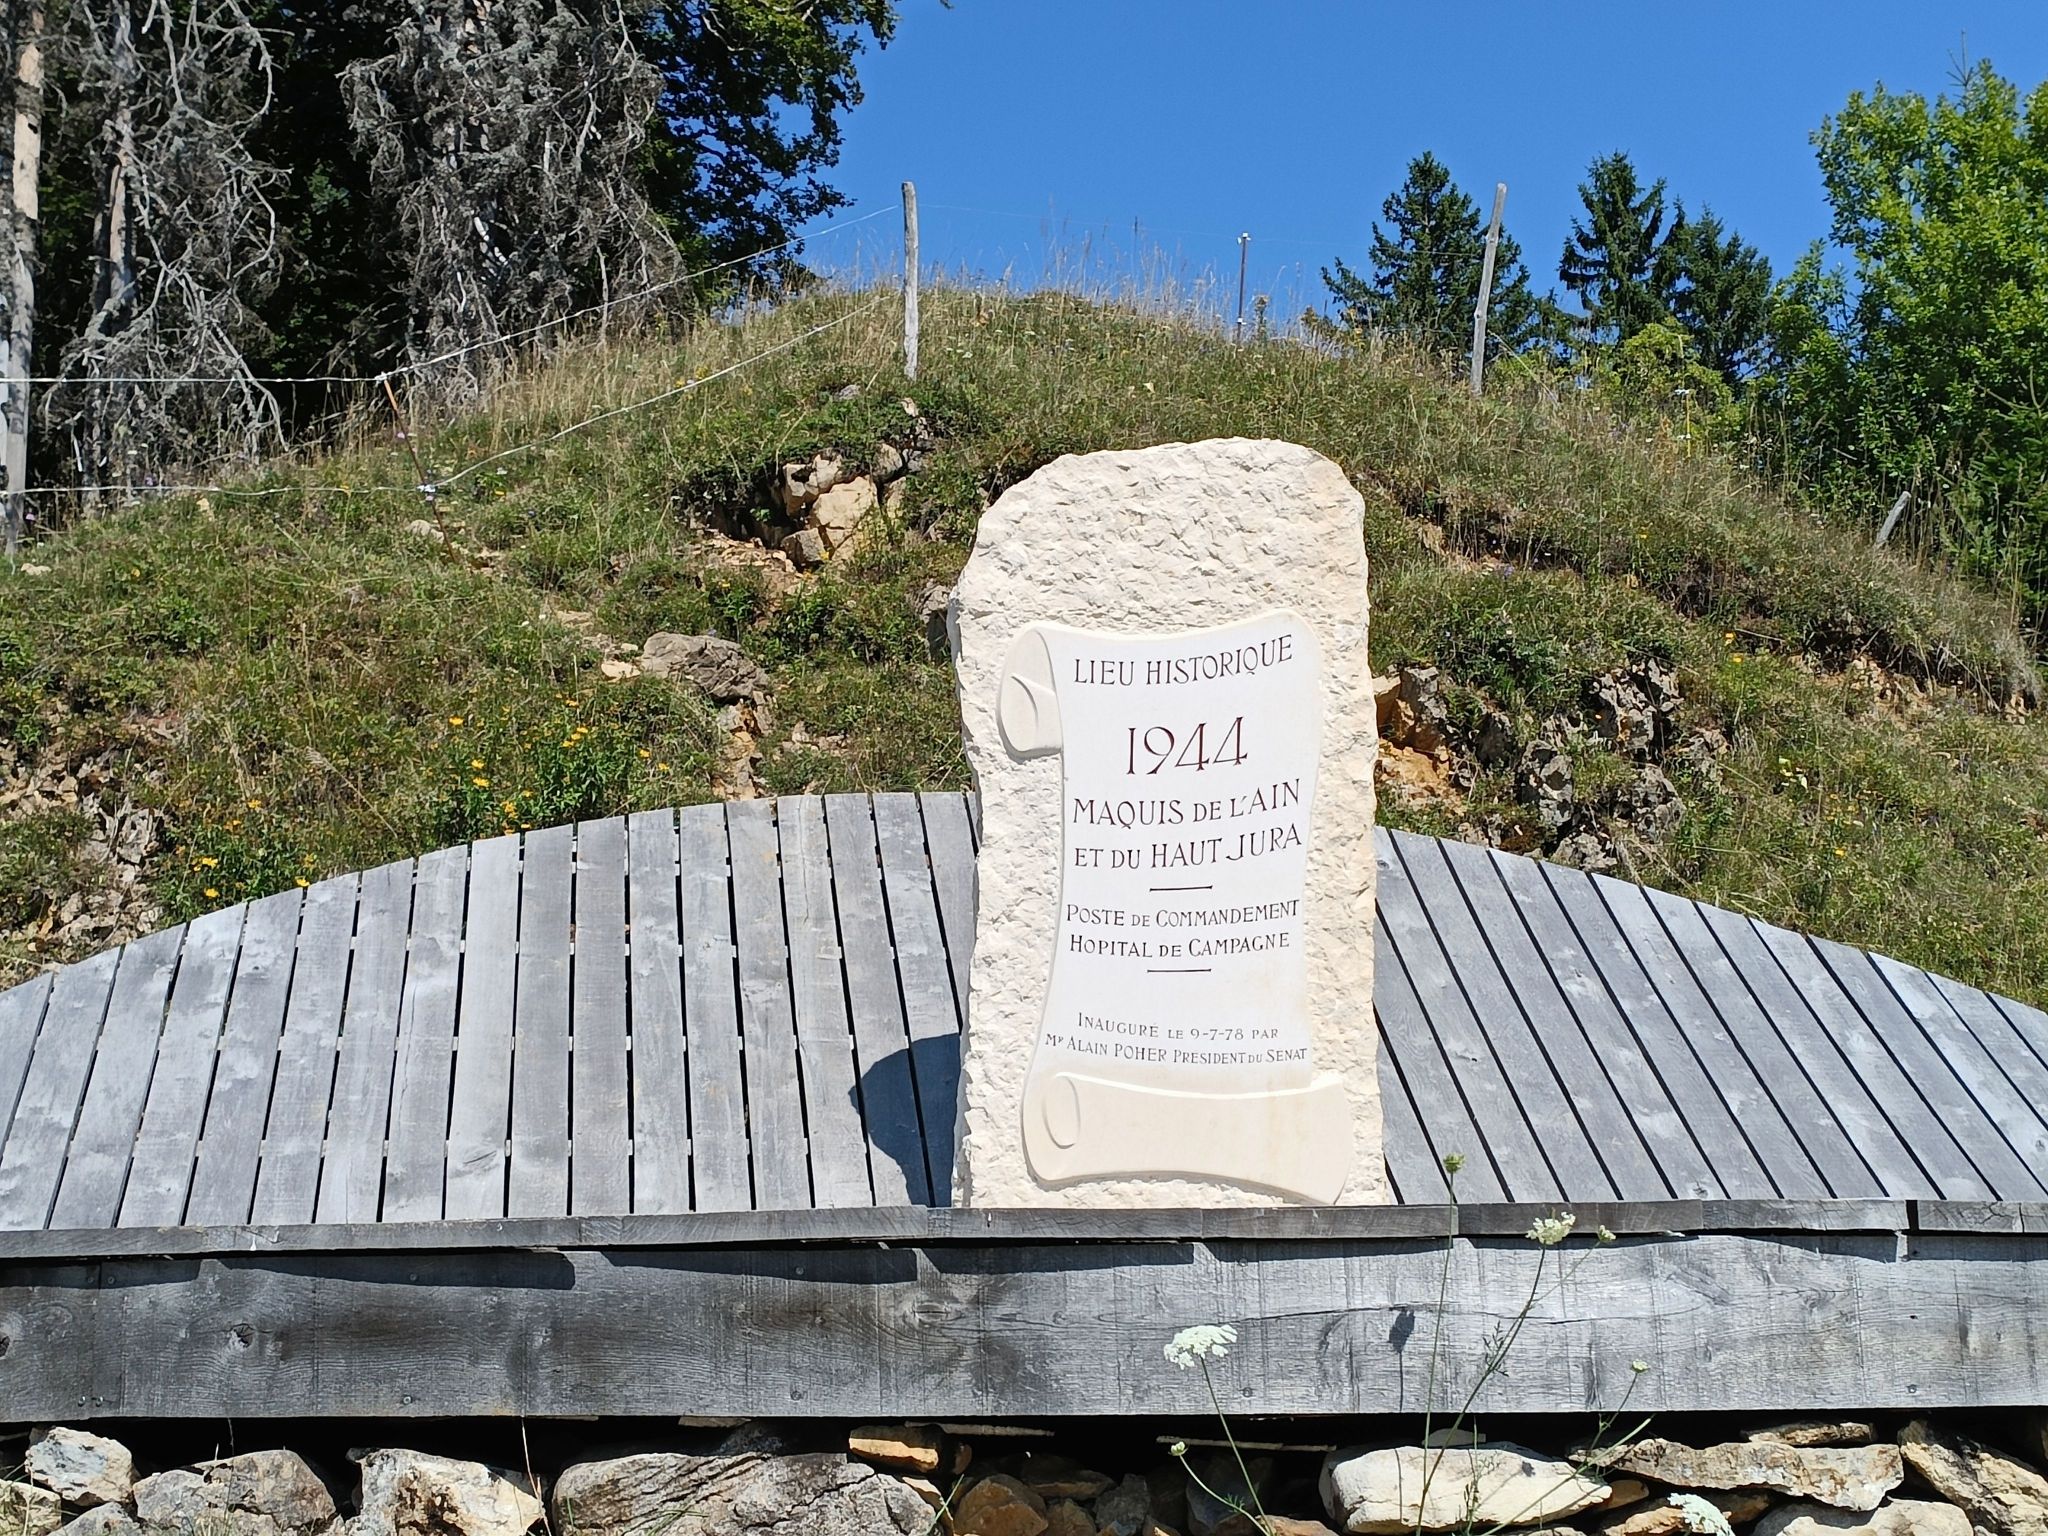 LIEU HISTORIQUE
1944
MAQUIS DE L'AIN
ET DU HAUT JURA
POSTE DE COMMANDEMENT
HOPITAL DE CAMPAGNE
INAUGURÉ LE 9-7-78 PAR
MR ALAIN POHER PRESIDENT DU SENAT